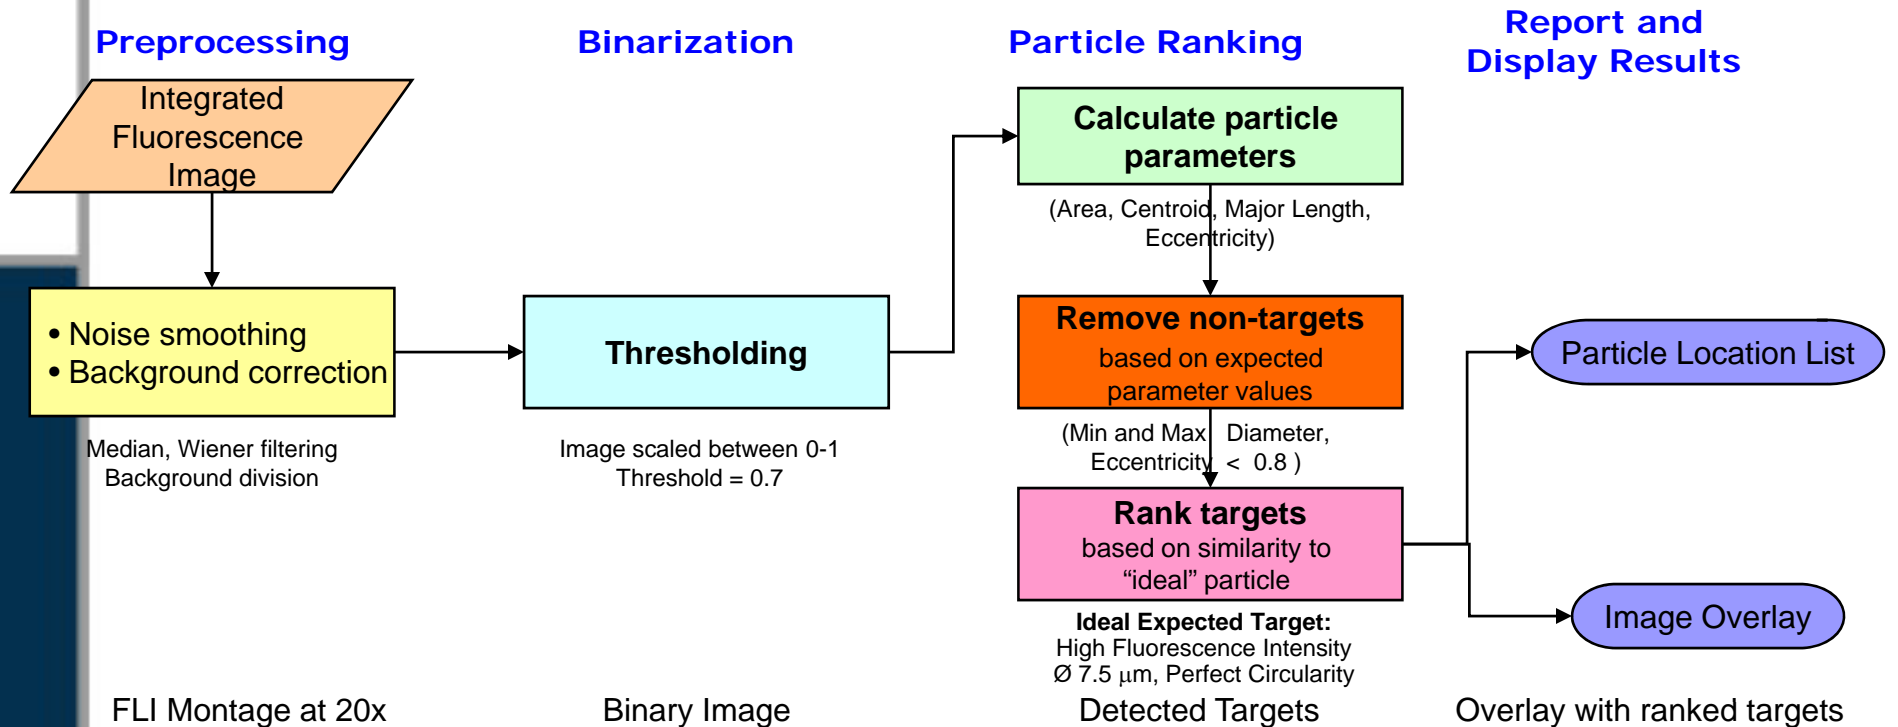 Preprocessing
Integrated
Fluorescence
Image
• Noise smoothing
• Background correction
Median, Wiener filtering
Background division
FLI Montage at 20x
Binarization
Thresholding
Image scaled between 0-1
Threshold = 0.7
Binary Image
Particle Ranking
Calculate particle
parameters
(Area, Centroid, Major Length,
Eccentricity)
Remove non-targets
based on expected
parameter values
(Min and Max Diameter,
Eccentricity < 0.8 )
Rank targets
based on similarity to
“ideal” particle
Ideal Expected Target:
High Fluorescence Intensity
Ø 7.5 μm, Perfect Circularity
Detected Targets
Report and
Display Results
Particle Location List
Image Overlay
Overlay with ranked targets